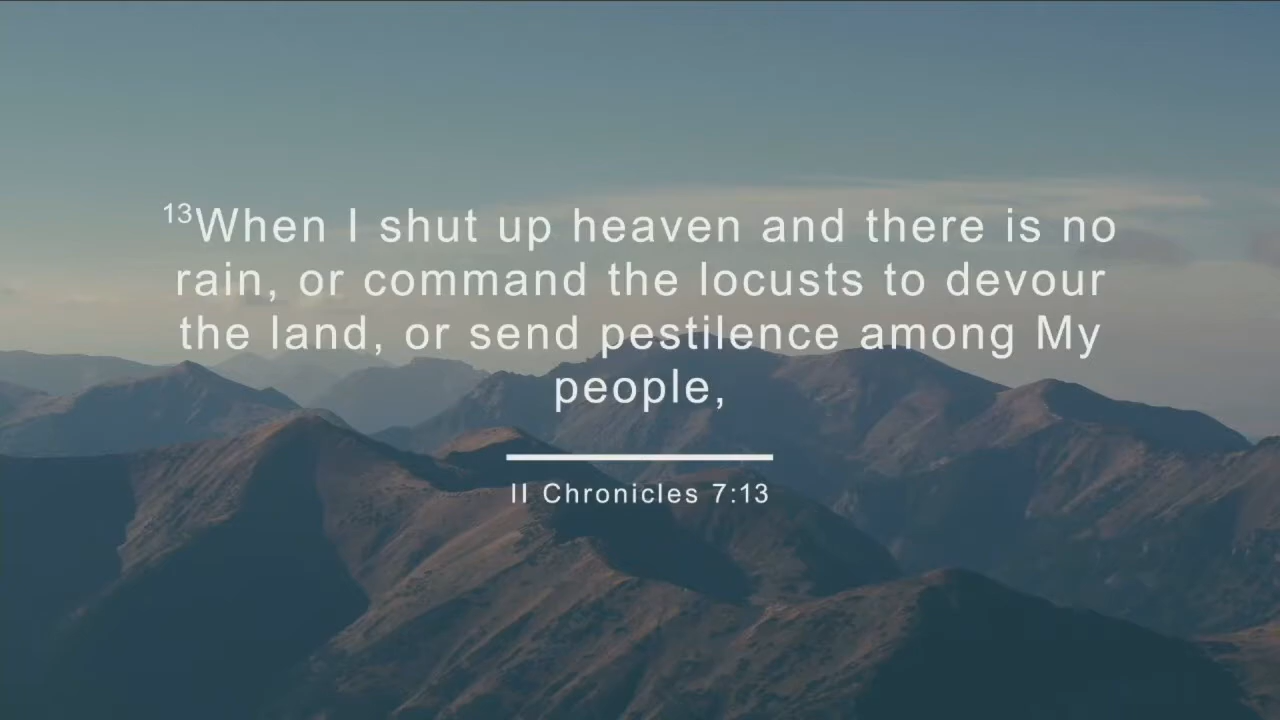 13When I shut up heaven and there is no
rain, or command the locusts to devour
the land, or send pestilence among My
people,
II Chronicles 7:13